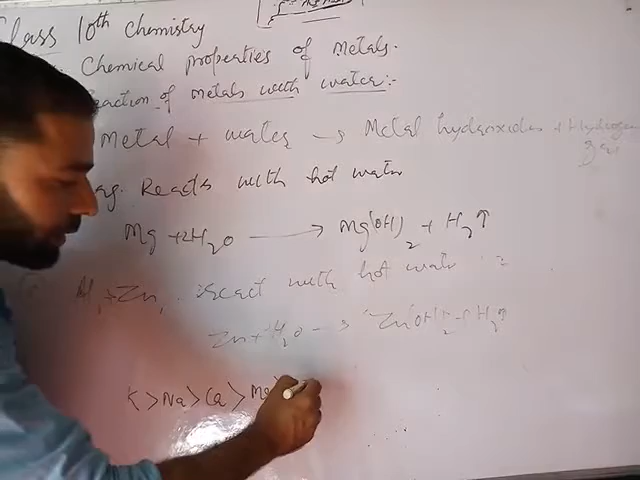 Class 10th Chemistry
Chemical properties of Metals.
Reaction of metals with water:-
Metal + water → Metal hydroxides + Hydrogen gas
Mg. Reacts with hot water
Mg + 2H₂O → Mg(OH)₂ + H₂↑
Al, + Zn, react with hot water
Zn + H₂O → Zn(OH)₂ + H₂↑
K > Na > Ca > Mg >